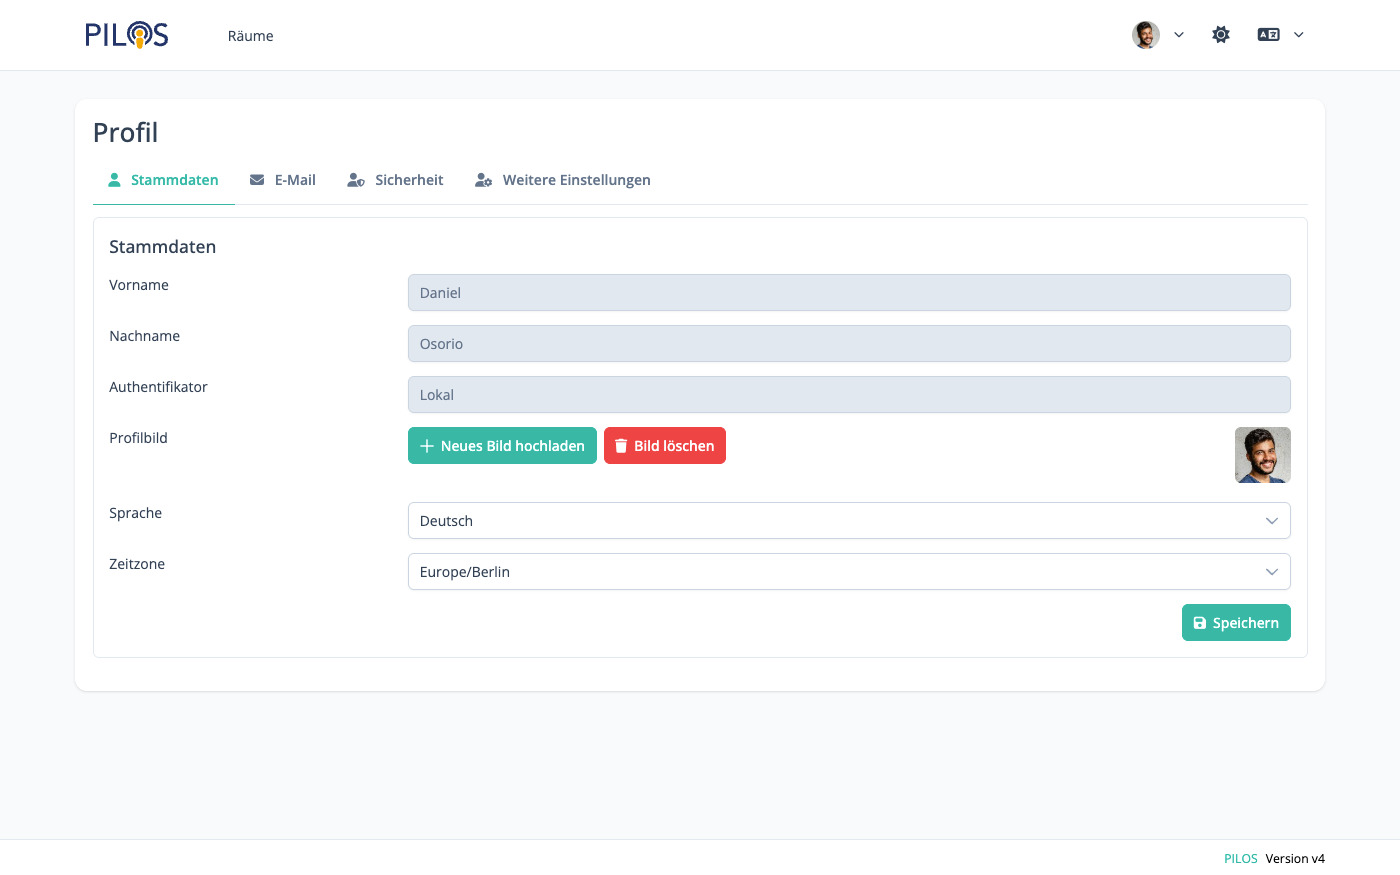 PILOS
Räume
Profil
Stammdaten
E-Mail
Sicherheit
Weitere Einstellungen
Stammdaten
Vorname
Daniel
Nachname
Osorio
Authentifikator
Lokal
Profilbild
Neues Bild hochladen
Bild löschen
Sprache
Deutsch
Zeitzone
Europe/Berlin
Speichern
PILOS Version v4